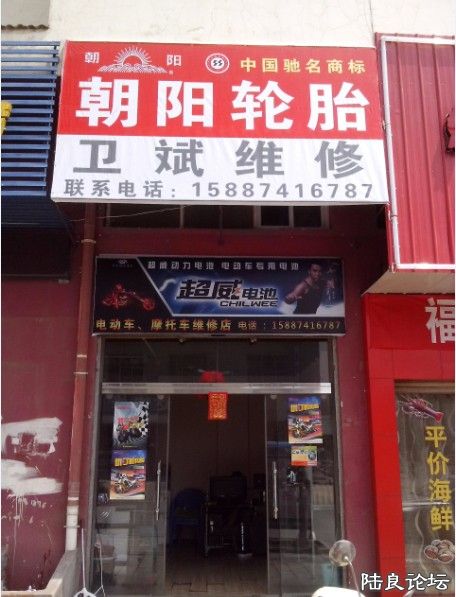 朝 阳 中国驰名商标
朝阳轮胎
卫斌维修
联系电话：15887416787
超威动力电池 电动车专用电池
超威电池
CHILWEE
电动车、摩托车维修店 电话：15887416787
福
平价海鲜
陆良论坛